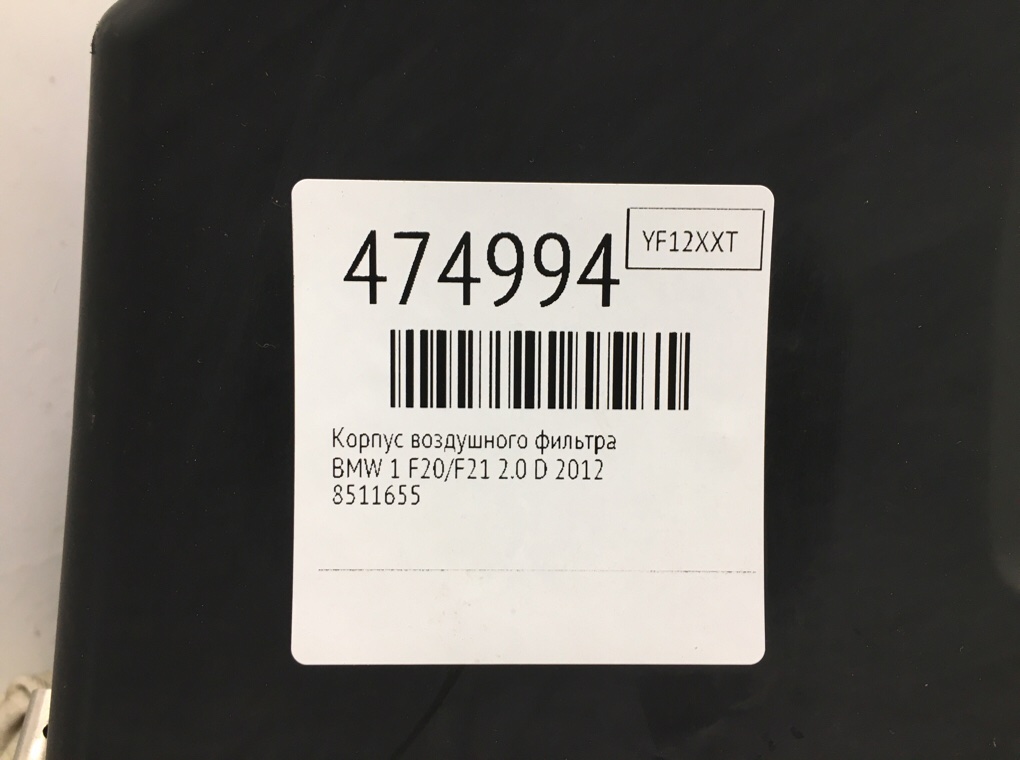 474994
YF12XXT
Корпус воздушного фильтра
BMW 1 F20/F21 2.0 D 2012
8511655